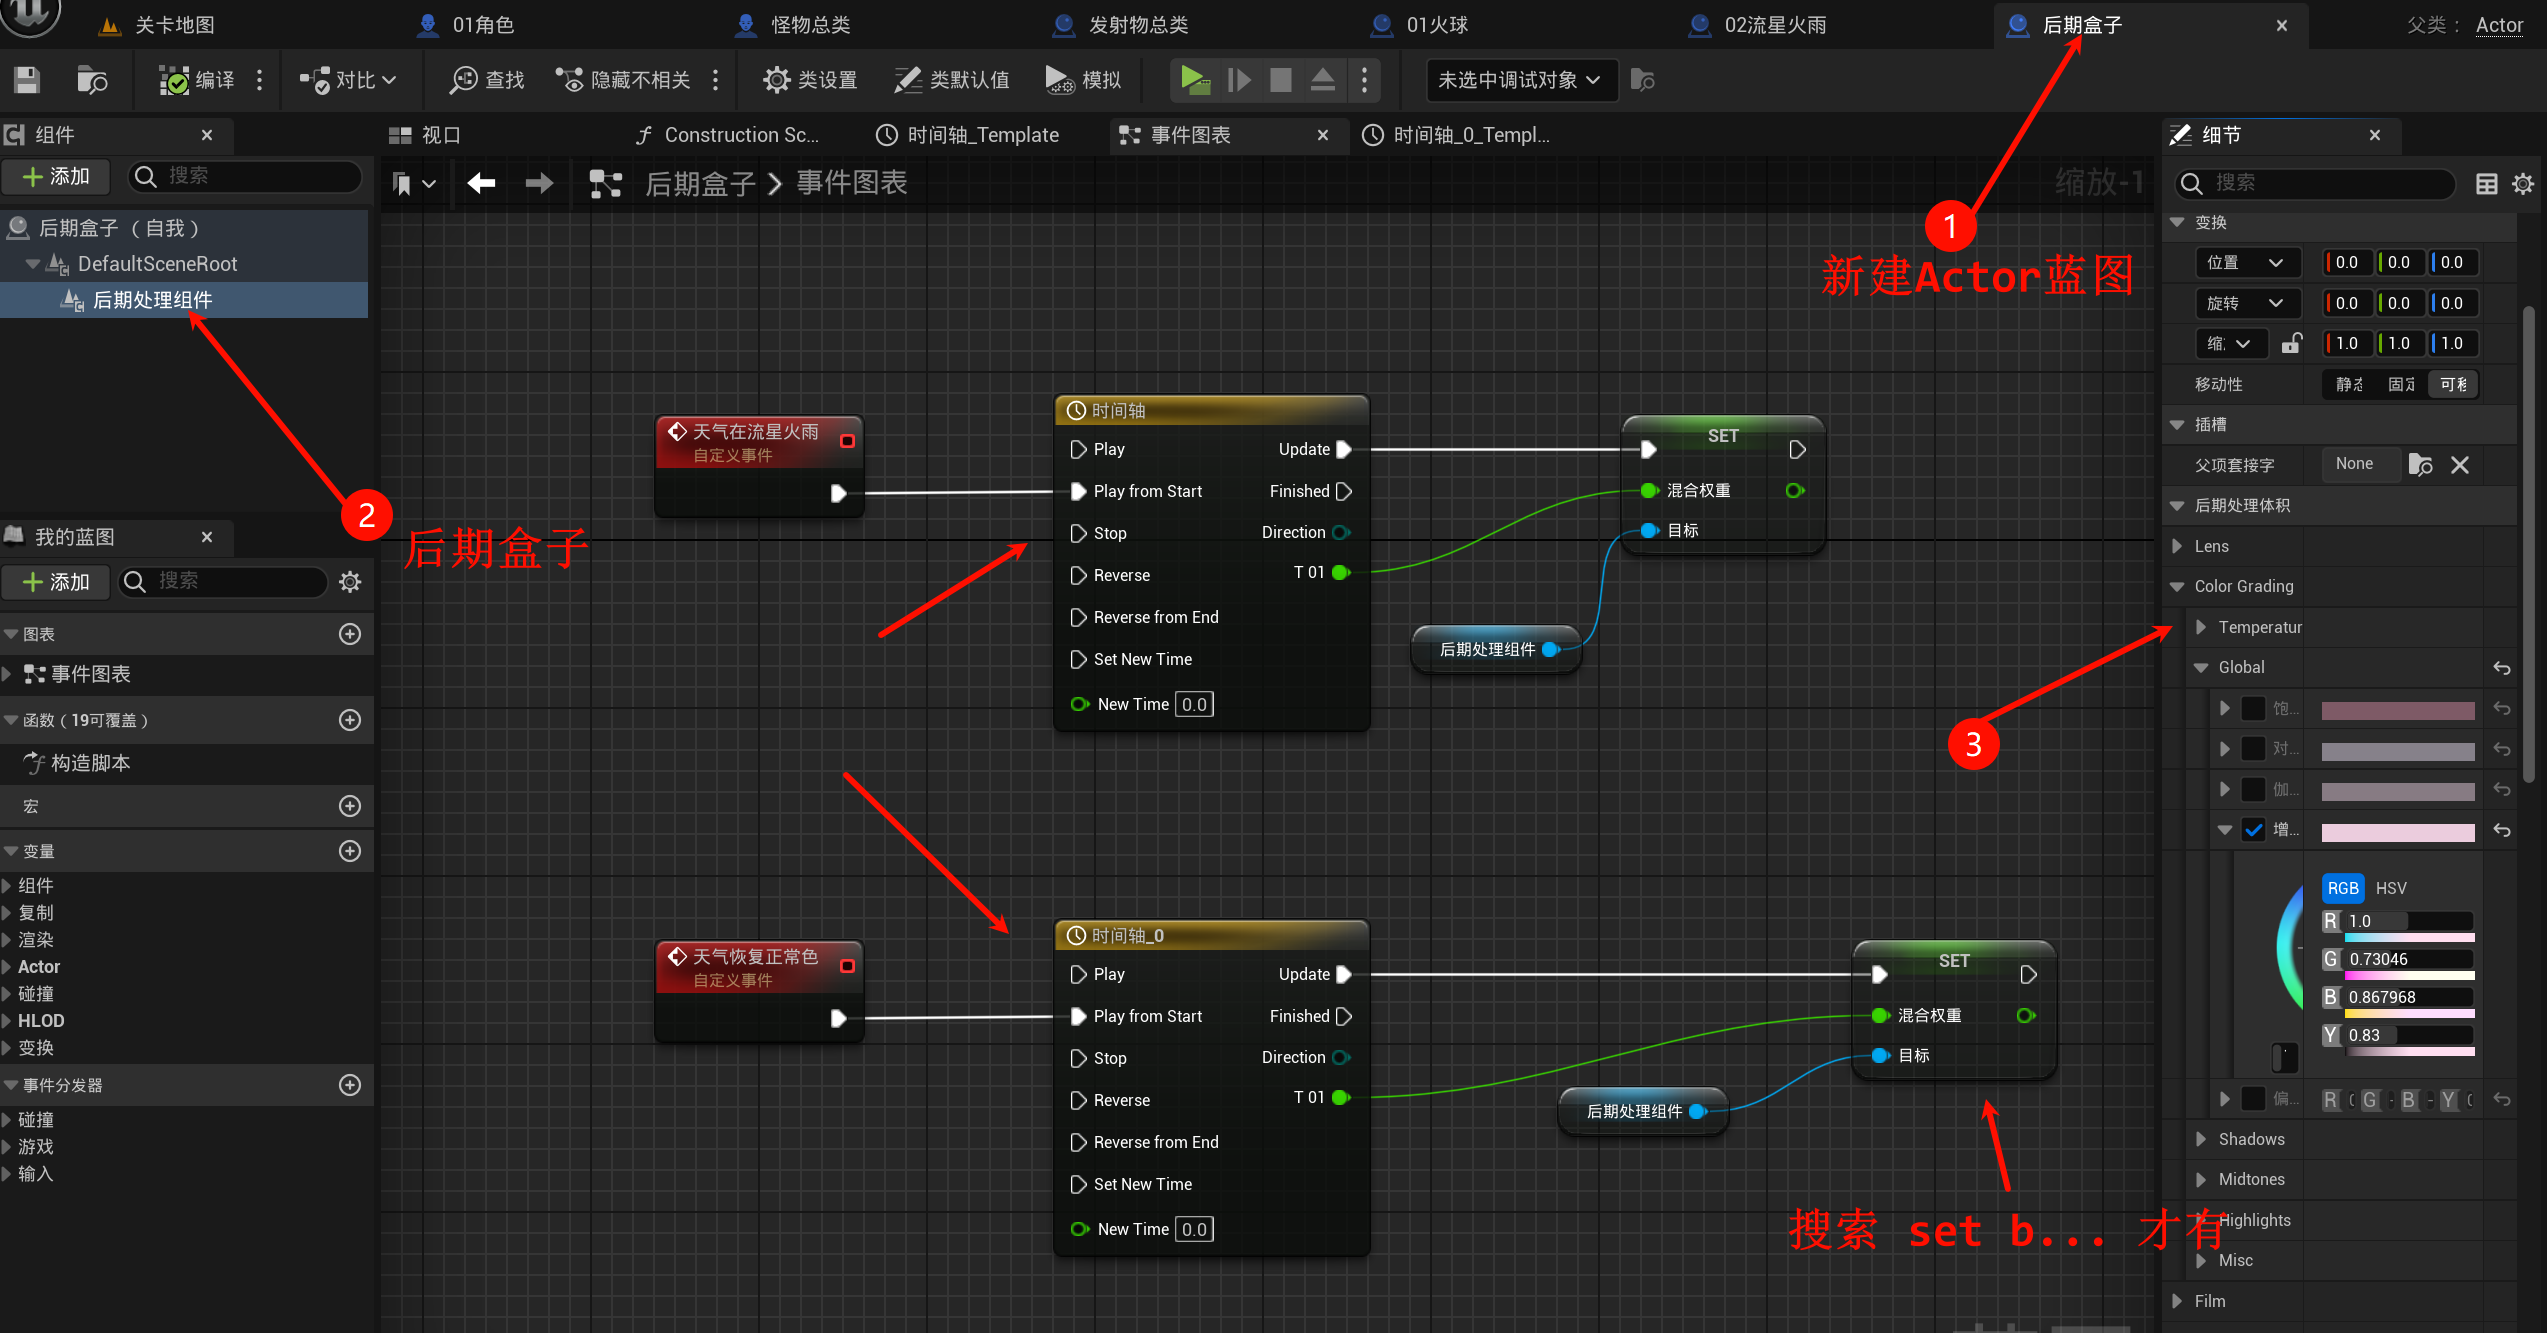 关卡地图
01角色
怪物总类
发射物总类
01火球
02流星火雨
后期盒子
父类： Actor
编译
对比
查找
隐藏不相关
类设置
类默认值
模拟
未选中调试对象
组件
添加
搜索
后期盒子（自我）
DefaultSceneRoot
后期处理组件
我的蓝图
添加
搜索
图表
事件图表
函数（19可覆盖）
构造脚本
宏
变量
组件
复制
渲染
Actor
碰撞
HLOD
变换
事件分发器
碰撞
游戏
输入
视口
Construction Sc...
时间轴_Template
事件图表
时间轴_0_Templ...
后期盒子 > 事件图表
缩放-1
1
新建Actor蓝图
2
后期盒子
天气在流星火雨
自定义事件
时间轴
Play
Update
Play from Start
Finished
Stop
Direction
Reverse
T 01
Reverse from End
Set New Time
New Time 0.0
SET
混合权重
目标
后期处理组件
3
天气恢复正常色
自定义事件
时间轴_0
Play
Update
Play from Start
Finished
Stop
Direction
Reverse
T 01
Reverse from End
Set New Time
New Time 0.0
SET
混合权重
目标
后期处理组件
搜索 set b... 才有
细节
搜索
变换
位置 0.0 0.0 0.0
旋转 0.0 0.0 0.0
缩 1.0 1.0 1.0
移动性 静态 固定 可移
插槽
父项套接字 None
后期处理体积
Lens
Color Grading
Temperatur
Global
饱...
对...
伽...
增...
RGB HSV
R 1.0
G 0.73046
B 0.867968
Y 0.83
偏... R G B Y
Shadows
Midtones
Highlights
Misc
Film